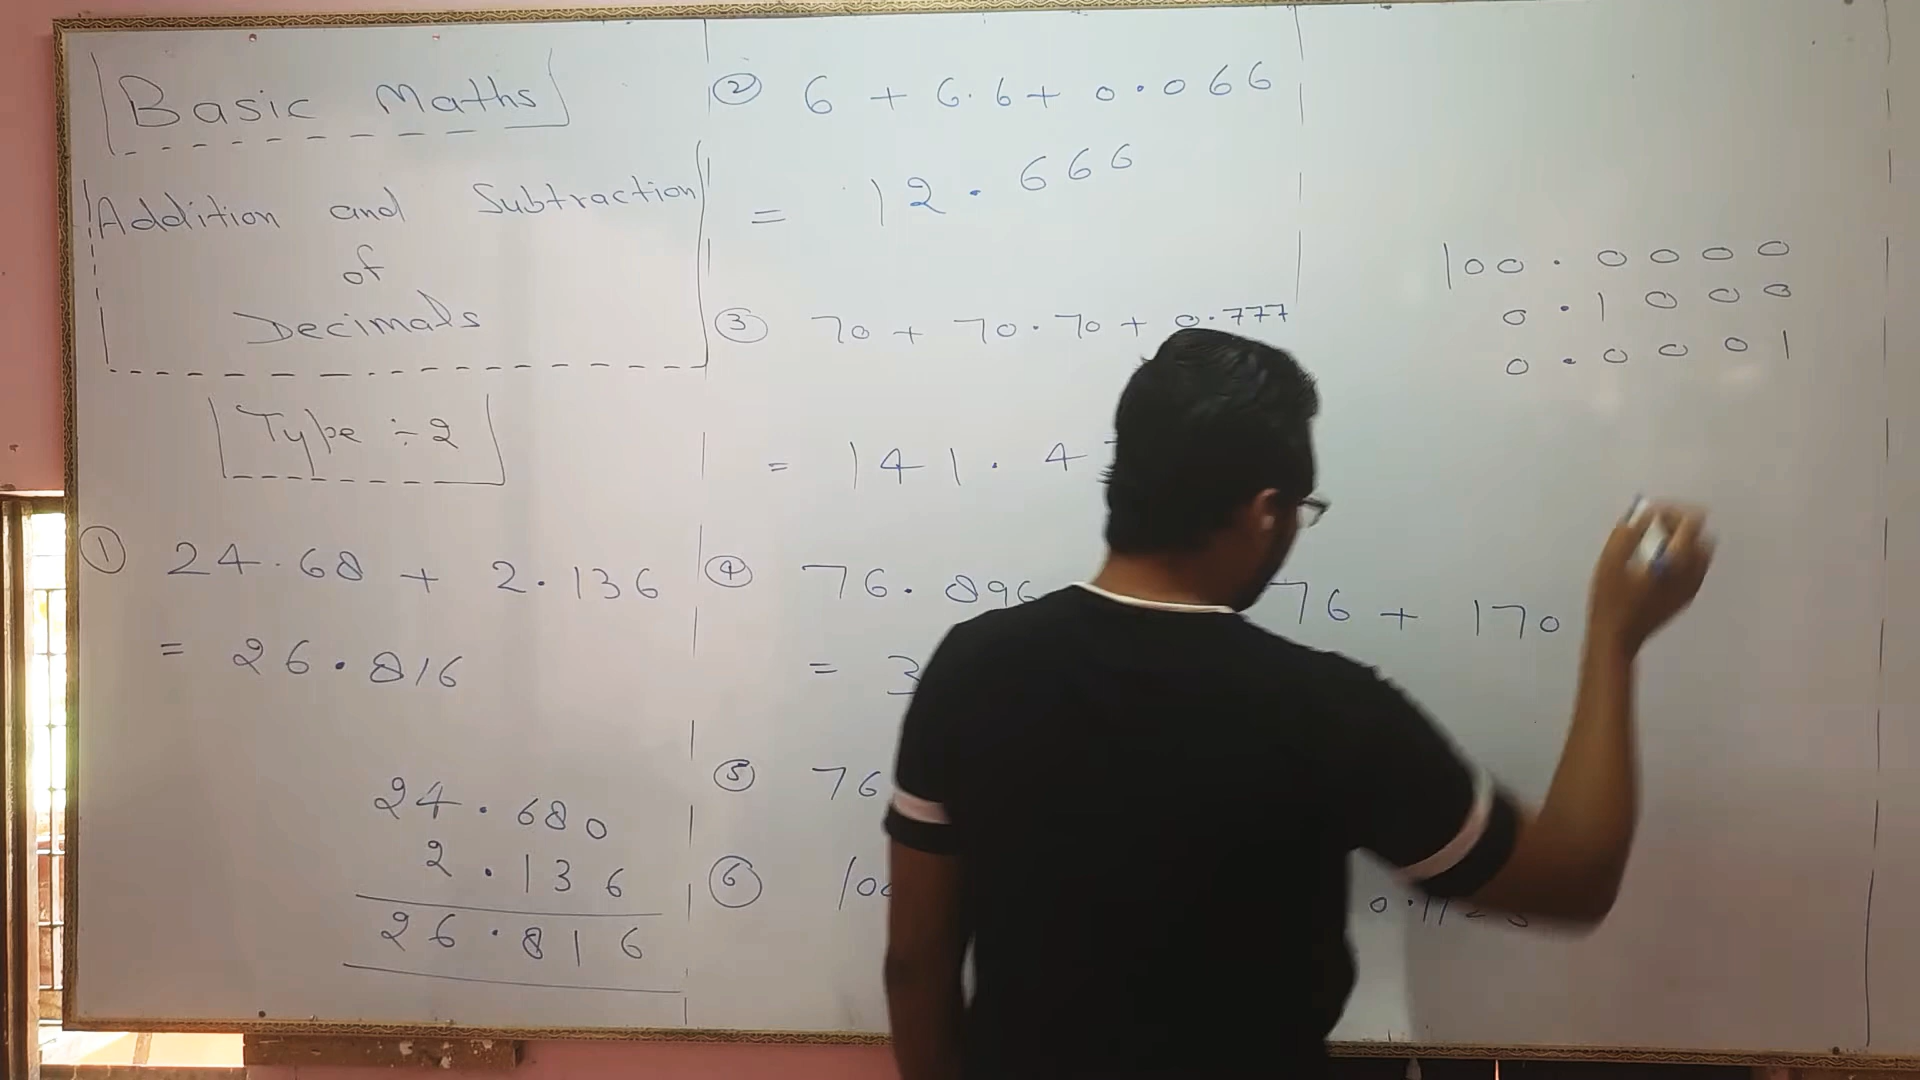 Basic Maths
Addition and Subtraction
of
Decimals
Type ÷ 2
① 24.68 + 2.136
= 26.816
24.680
2.136
26.816
② 6 + 6.6 + 0.066
= 12.666
③ 70 + 70.70 + 0.777
= 141.4
④ 76.896 76 + 170
= 3
⑤ 76
⑥ 100
100.0000
0.1000
0.0001